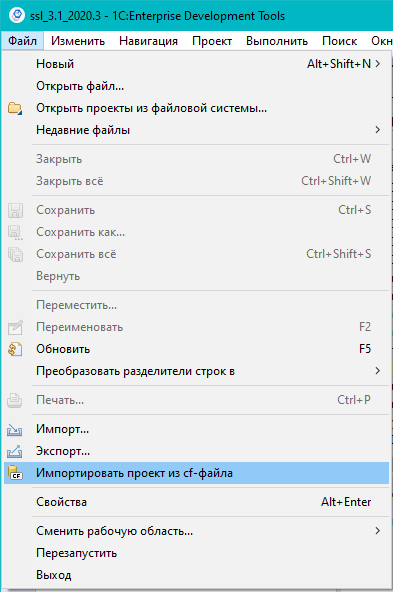 ssl_3.1_2020.3 - 1C:Enterprise Development Tools
Файл Изменить Навигация Проект Выполнить Поиск Окн
Новый Alt+Shift+N
Открыть файл...
Открыть проекты из файловой системы...
Недавние файлы
Закрыть Ctrl+W
Закрыть всё Ctrl+Shift+W
Сохранить Ctrl+S
Сохранить как...
Сохранить всё Ctrl+Shift+S
Вернуть
Переместить...
Переименовать F2
Обновить F5
Преобразовать разделители строк в
Печать... Ctrl+P
Импорт...
Экспорт...
CF Импортировать проект из cf-файла
Свойства Alt+Enter
Сменить рабочую область...
Перезапустить
Выход